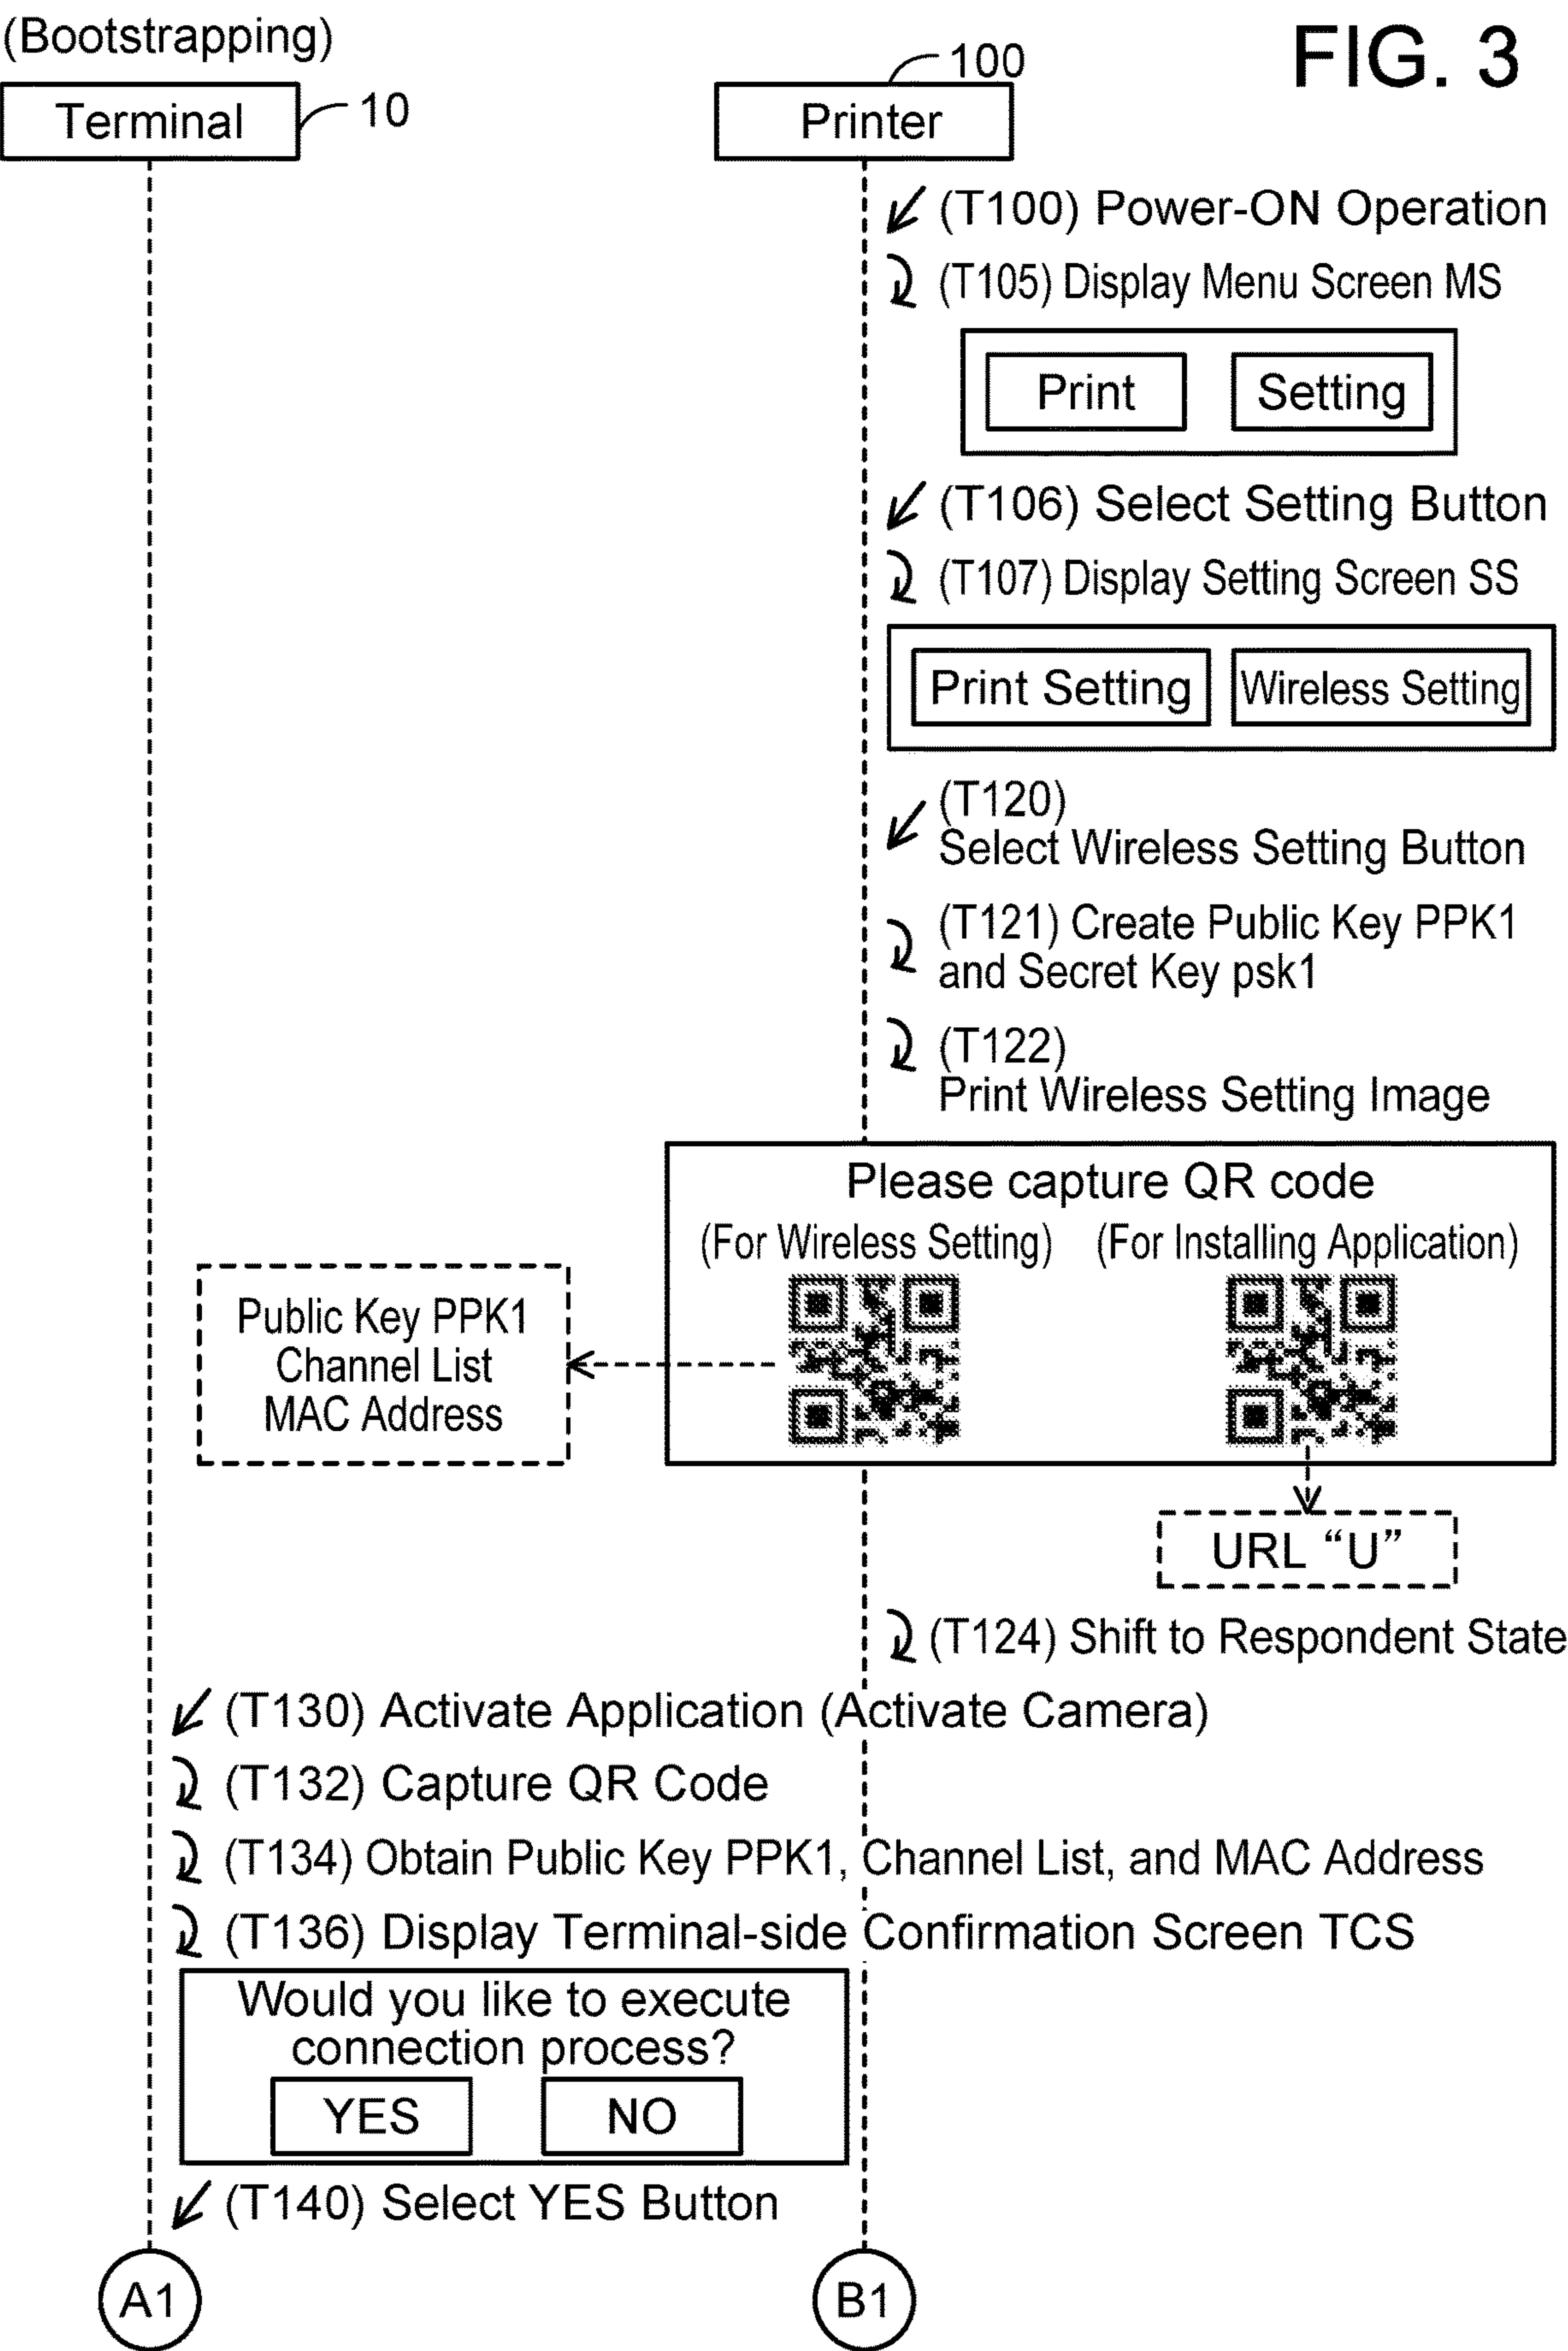 (Bootstrapping)
FIG. 3
Terminal
10
Printer
100
(T100) Power-ON Operation
(T105) Display Menu Screen MS
Print
Setting
(T106) Select Setting Button
(T107) Display Setting Screen SS
Print Setting
Wireless Setting
(T120)
Select Wireless Setting Button
(T121) Create Public Key PPK1
and Secret Key psk1
(T122)
Print Wireless Setting Image
Please capture QR code
(For Wireless Setting)
(For Installing Application)
Public Key PPK1
Channel List
MAC Address
URL “U”
(T124) Shift to Respondent State
(T130) Activate Application (Activate Camera)
(T132) Capture QR Code
(T134) Obtain Public Key PPK1, Channel List, and MAC Address
(T136) Display Terminal-side Confirmation Screen TCS
Would you like to execute
connection process?
YES
NO
(T140) Select YES Button
A1
B1